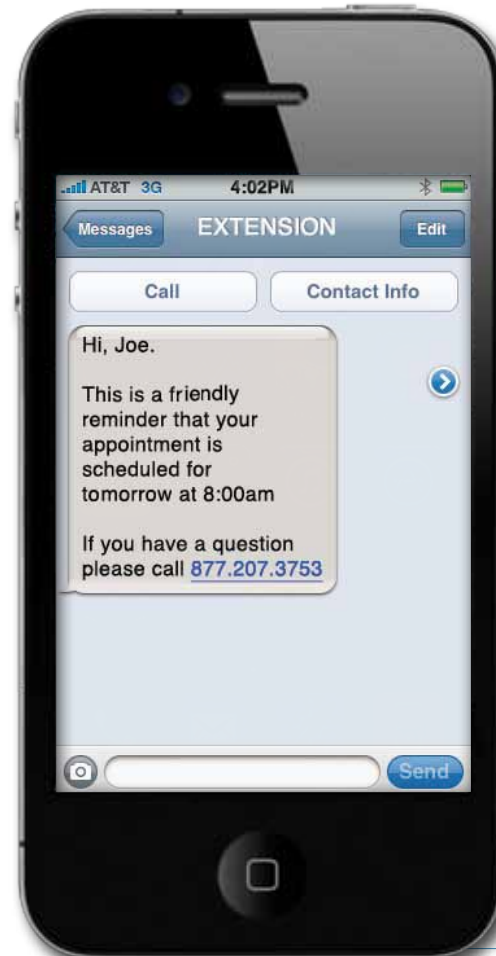 AT&T 3G 4:02PM
Messages EXTENSION Edit
Call Contact Info
Hi, Joe.
This is a friendly
reminder that your
appointment is
scheduled for
tomorrow at 8:00am
If you have a question
please call 877.207.3753
Send